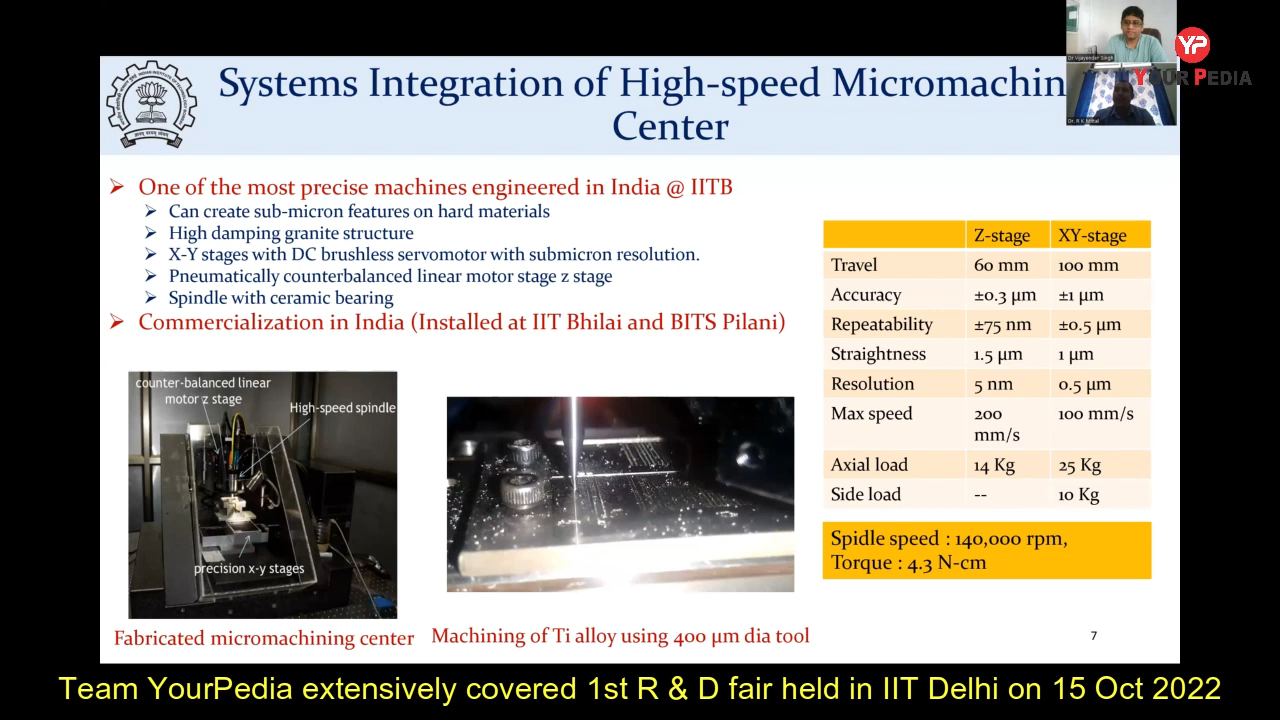 Systems Integration of High-speed Micromachin
Center
Dr.Vijayender Singh
YP
YOUR PEDIA
Dr. R K Mittal
➢ One of the most precise machines engineered in India @ IITB
➢ Can create sub-micron features on hard materials
➢ High damping granite structure
➢ X-Y stages with DC brushless servomotor with submicron resolution.
➢ Pneumatically counterbalanced linear motor stage z stage
➢ Spindle with ceramic bearing
➢ Commercialization in India (Installed at IIT Bhilai and BITS Pilani)
Z-stage XY-stage
Travel 60 mm 100 mm
Accuracy ±0.3 µm ±1 µm
Repeatability ±75 nm ±0.5 µm
Straightness 1.5 µm 1 µm
Resolution 5 nm 0.5 µm
Max speed 200 100 mm/s
mm/s
Axial load 14 Kg 25 Kg
Side load -- 10 Kg
Spidle speed : 140,000 rpm,
Torque : 4.3 N-cm
counter-balanced linear
motor z stage
High-speed spindle
precision x-y stages
Fabricated micromachining center
Machining of Ti alloy using 400 µm dia tool
7
Team YourPedia extensively covered 1st R & D fair held in IIT Delhi on 15 Oct 2022